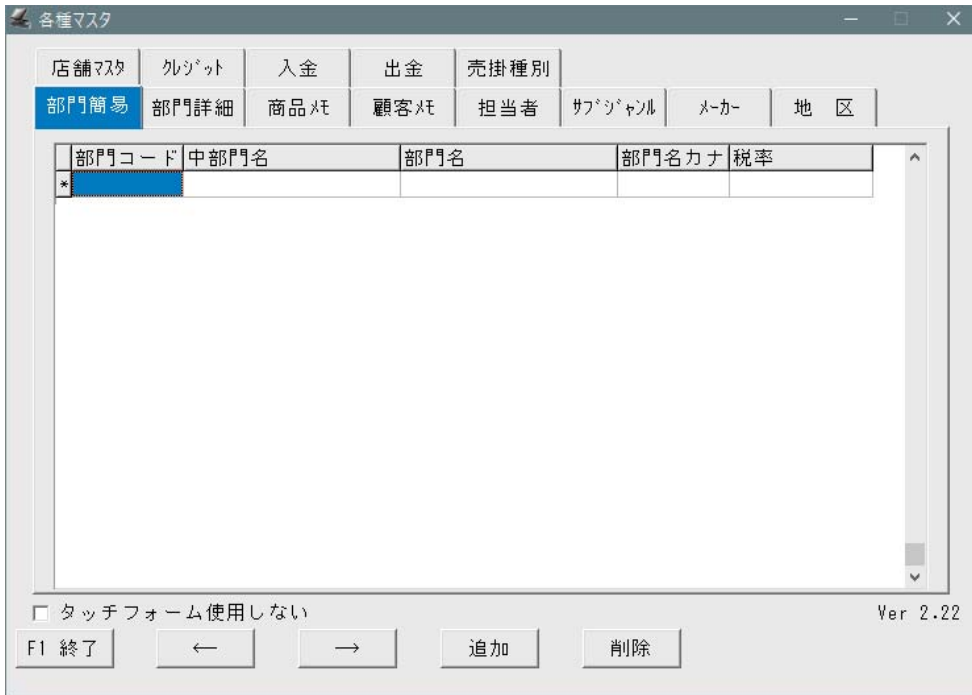 各種マスタ
店舗ﾏｽﾀ ｸﾚｼﾞｯﾄ 入金 出金 売掛種別
部門簡易 部門詳細 商品ﾒﾓ 顧客ﾒﾓ 担当者 ｻﾌﾞｼﾞｬﾝﾙ ﾒｰｶｰ 地 区
部門コード 中部門名 部門名 部門名カナ 税率
*
タッチフォーム使用しない Ver 2.22
F1 終了 ← → 追加 削除